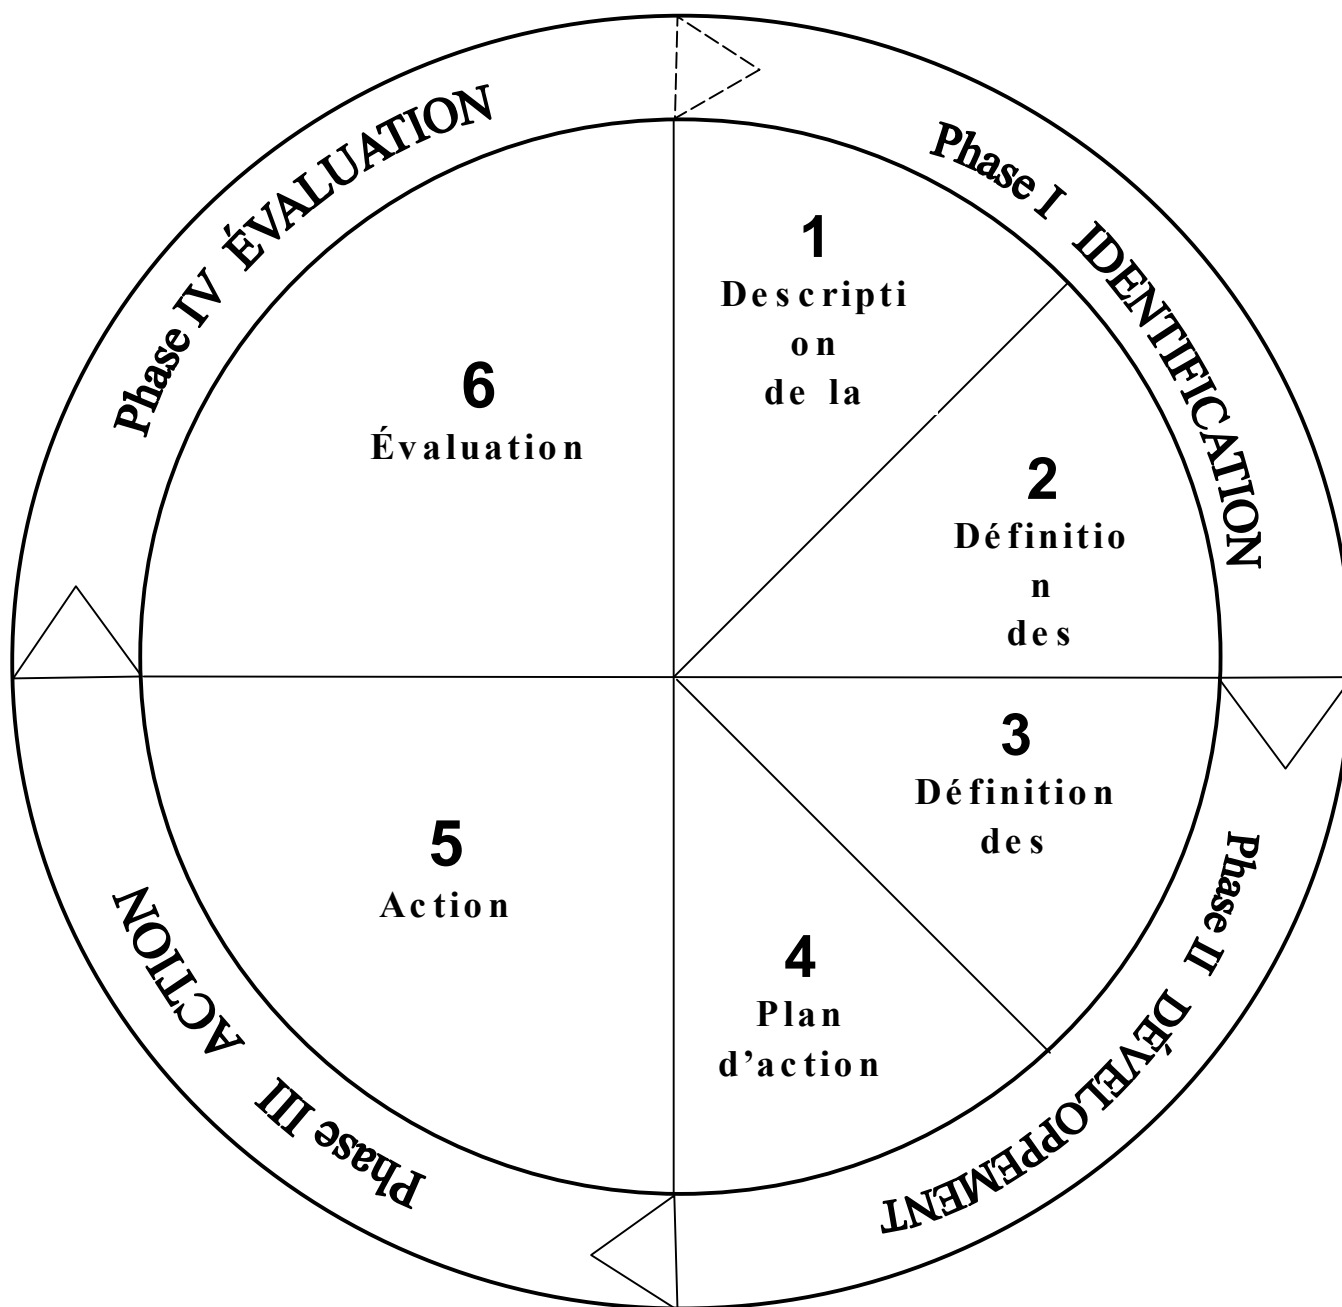 Phase I IDENTIFICATION
1
Descripti
on
de la
2
Définitio
n
des
3
Définition
des
Phase II DÉVELOPPEMENT
4
Plan
d’action
5
Action
Phase III ACTION
6
Évaluation
Phase IV ÉVALUATION